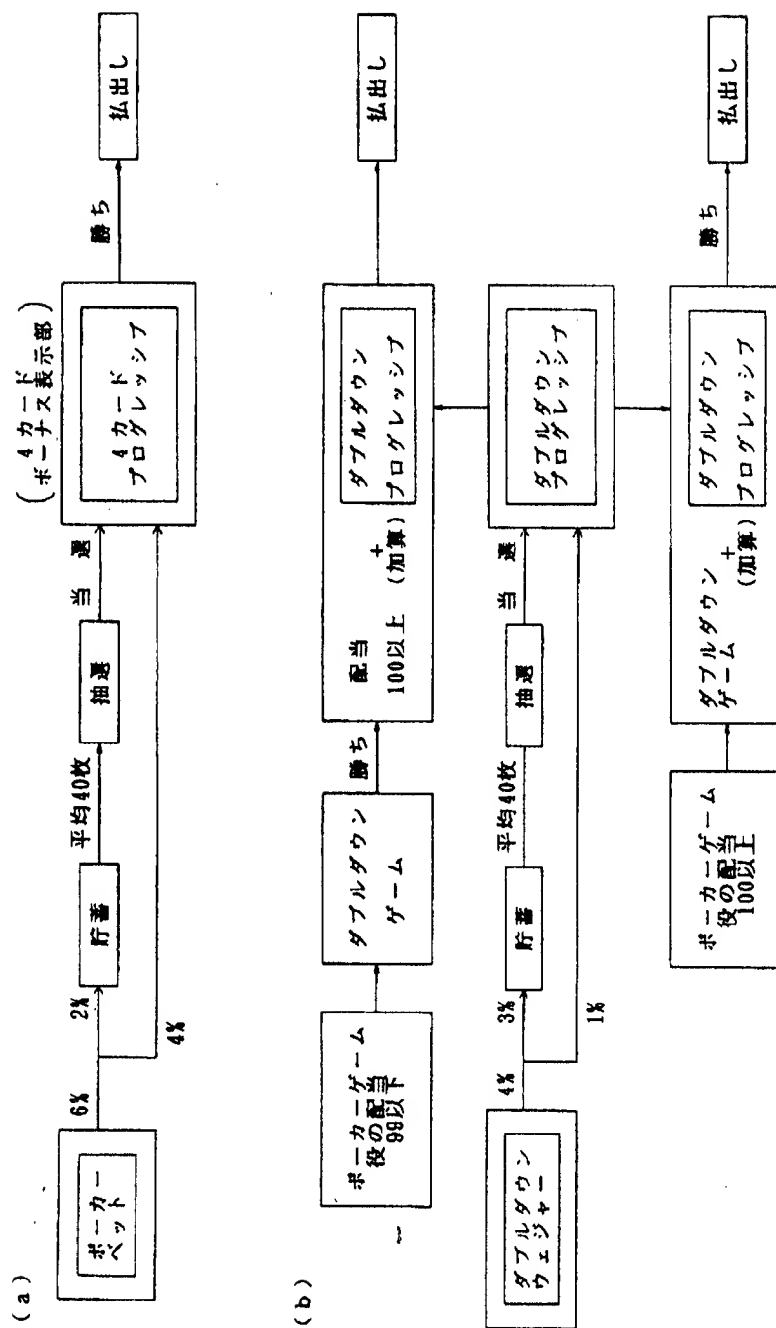 (a)
ポーカー
ベット
6%
2%
4%
貯蓄
平均40枚
抽選
当 選
(4カード
ボーナス表示部)
4カード
プログレッシブ
勝ち
払出し
(b)
ポーカーゲーム
役の配当
99以下
ダブルダウン
ゲーム
勝ち
配当
100以上
+
(加算)
ダブルダウン
プログレッシブ
払出し
ダブルダウン
ウェジャー
4%
3%
1%
貯蓄
平均40枚
抽選
当 選
ダブルダウン
プログレッシブ
ポーカーゲーム
役の配当
100以上
ダブルダウン
ゲーム
+
(加算)
ダブルダウン
プログレッシブ
勝ち
払出し